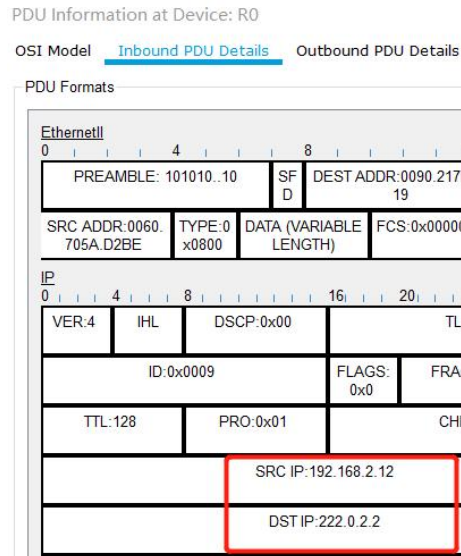 PDU Information at Device: R0
OSI Model Inbound PDU Details Outbound PDU Details
PDU Formats
EthernetII
0 4 8
PREAMBLE: 101010..10 SF DEST ADDR:0090.217
D 19
SRC ADDR:0060. TYPE:0 DATA (VARIABLE FCS:0x00000
705A.D2BE x0800 LENGTH)
IP
0 4 8 16 20
VER:4 IHL DSCP:0x00 TL
ID:0x0009 FLAGS: FRA
0x0
TTL:128 PRO:0x01 CH
SRC IP:192.168.2.12
DST IP:222.0.2.2